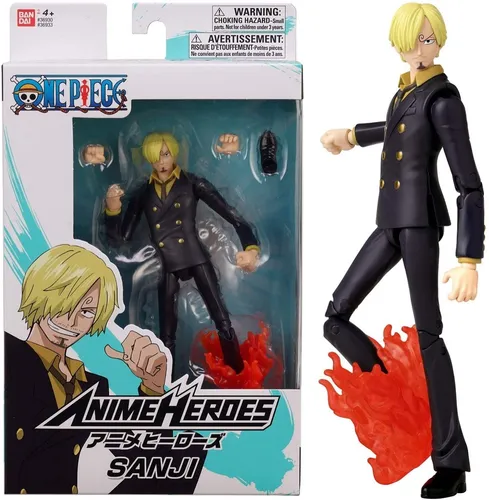 BAN
DAI
4+
#36930
#36933
WARNING:
CHOKING HAZARD-Small
parts. Not for children under 3 years.
AVERTISSEMENT:
RISQUE D'ÉTOUFFEMENT-Petites pièces.
Ne convient pas aux enfants de moins de 3 ans.
ONE PIECE
ANIME HEROES
アニメヒーローズ
SANJI